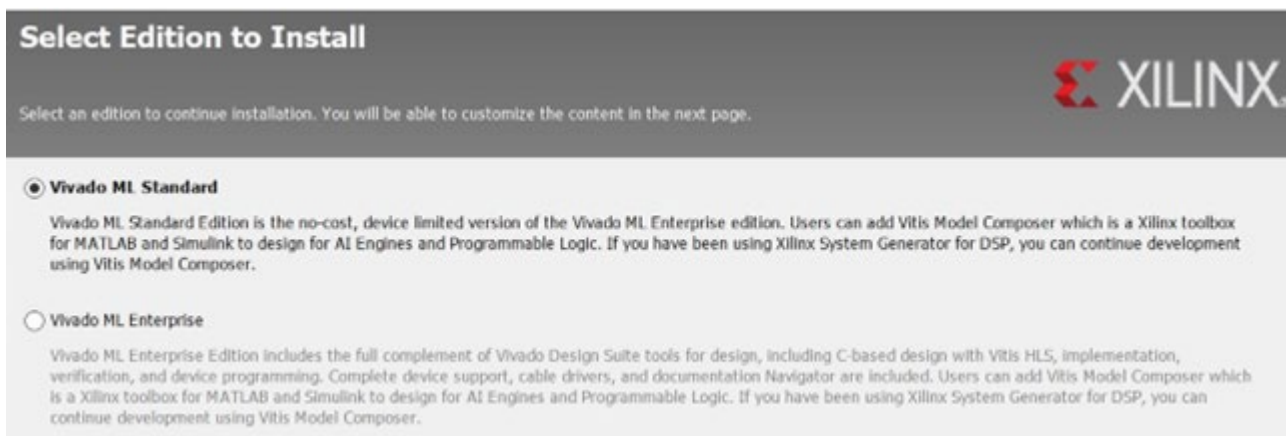 Select Edition to Install
XILINX
Select an edition to continue installation. You will be able to customize the content in the next page.
Vivado ML Standard
Vivado ML Standard Edition is the no-cost, device limited version of the Vivado ML Enterprise edition. Users can add Vitis Model Composer which is a Xilinx toolbox
for MATLAB and Simulink to design for AI Engines and Programmable Logic. If you have been using Xilinx System Generator for DSP, you can continue development
using Vitis Model Composer.
Vivado ML Enterprise
Vivado ML Enterprise Edition includes the full complement of Vivado Design Suite tools for design, including C-based design with Vitis HLS, implementation,
verification, and device programming. Complete device support, cable drivers, and documentation Navigator are included. Users can add Vitis Model Composer which
is a Xilinx toolbox for MATLAB and Simulink to design for AI Engines and Programmable Logic. If you have been using Xilinx System Generator for DSP, you can
continue development using Vitis Model Composer.